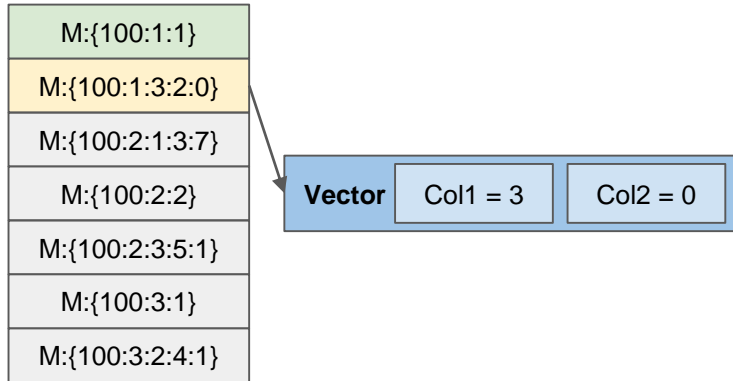 M:{100:1:1}
M:{100:1:3:2:0}
M:{100:2:1:3:7}
Vector Col1 = 3 Col2 = 0
M:{100:2:2}
M:{100:2:3:5:1}
M:{100:3:1}
M:{100:3:2:4:1}